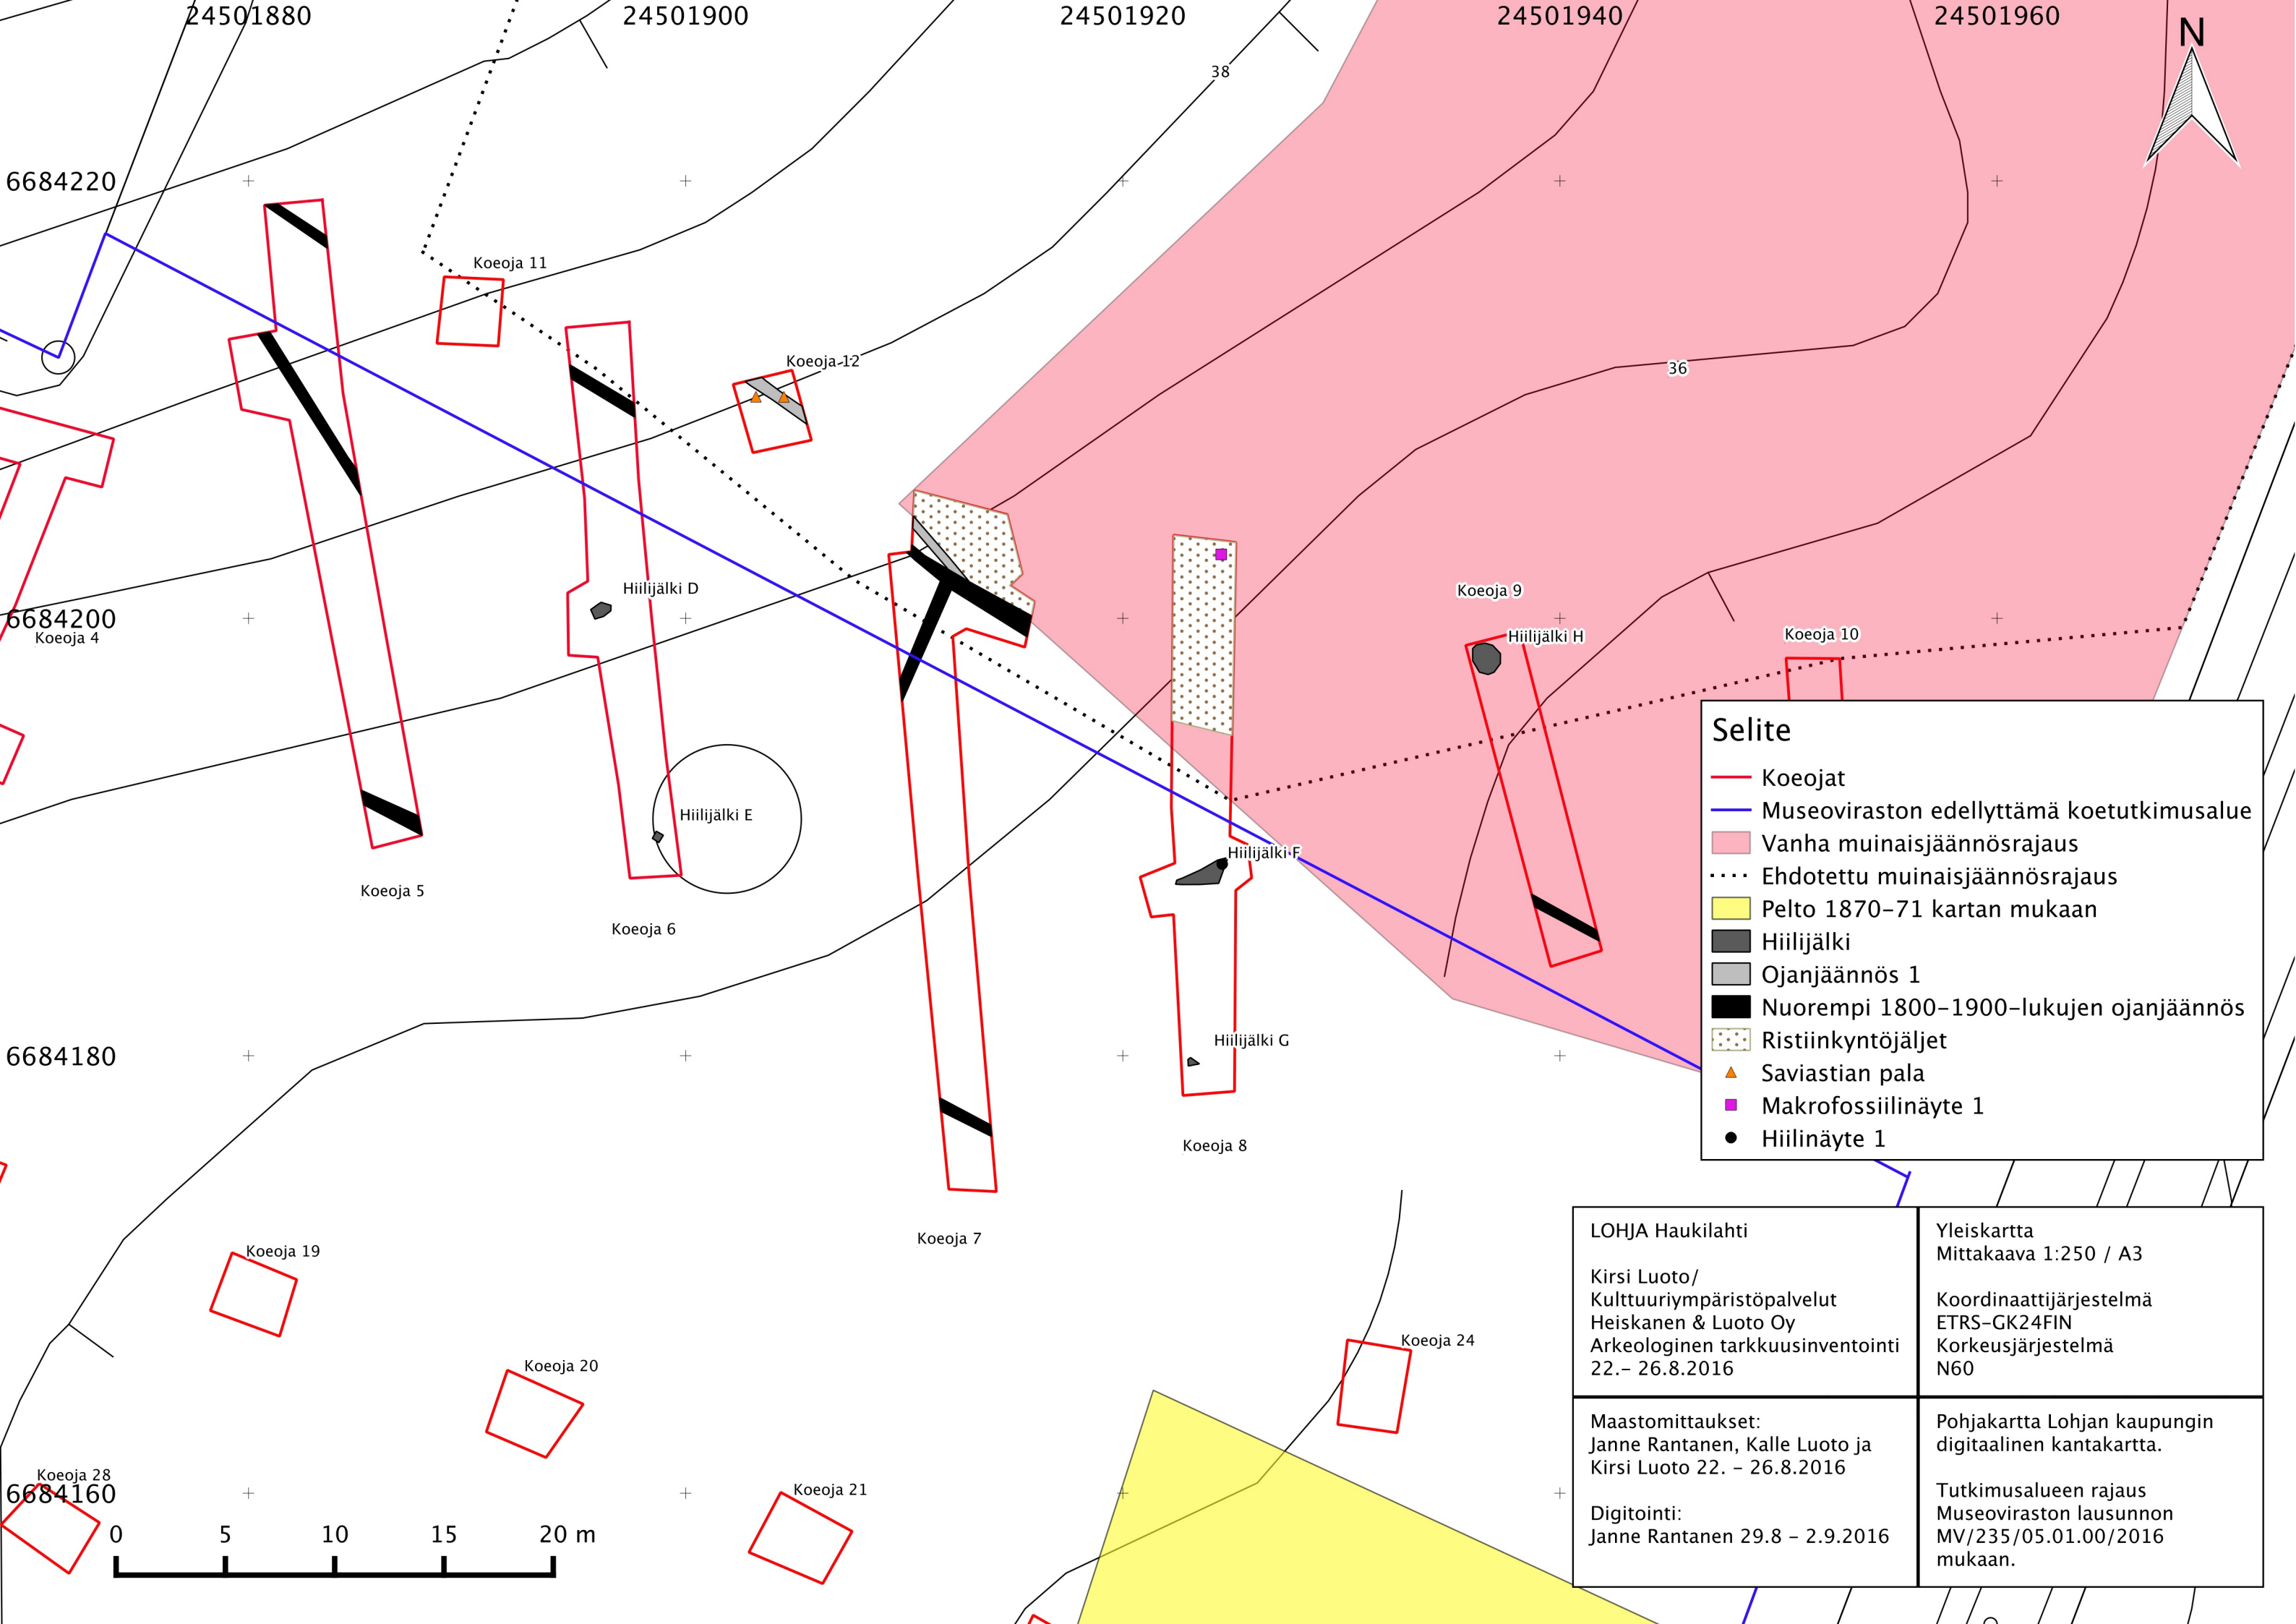 24501880
24501900
24501920
24501940
24501960
N
38
6684220
Koeoja 11
Koeoja 12
36
Hiilijälki D
Koeoja 9
6684200
Koeoja 4
Hiilijälki H
Koeoja 10
Hiilijälki E
Hiilijälki F
Koeoja 5
Koeoja 6
Hiilijälki G
6684180
Koeoja 8
Koeoja 7
Koeoja 19
Koeoja 20
Koeoja 24
Koeoja 28
6684160
Koeoja 21
0 5 10 15 20 m
Selite
Koeojat
Museoviraston edellyttämä koetutkimusalue
Vanha muinaisjäännösrajaus
Ehdotettu muinaisjäännösrajaus
Pelto 1870-71 kartan mukaan
Hiilijälki
Ojanjäännös 1
Nuorempi 1800-1900-lukujen ojanjäännös
Ristiinkyntöjäljet
Saviastian pala
Makrofossiilinäyte 1
Hiilinäyte 1
LOHJA Haukilahti
Kirsi Luoto/
Kulttuuriympäristöpalvelut
Heiskanen & Luoto Oy
Arkeologinen tarkkuusinventointi
22.- 26.8.2016
Yleiskartta
Mittakaava 1:250 / A3
Koordinaattijärjestelmä
ETRS-GK24FIN
Korkeusjärjestelmä
N60
Maastomittaukset:
Janne Rantanen, Kalle Luoto ja
Kirsi Luoto 22. - 26.8.2016
Digitointi:
Janne Rantanen 29.8 - 2.9.2016
Pohjakartta Lohjan kaupungin
digitaalinen kantakartta.
Tutkimusalueen rajaus
Museoviraston lausunnon
MV/235/05.01.00/2016
mukaan.